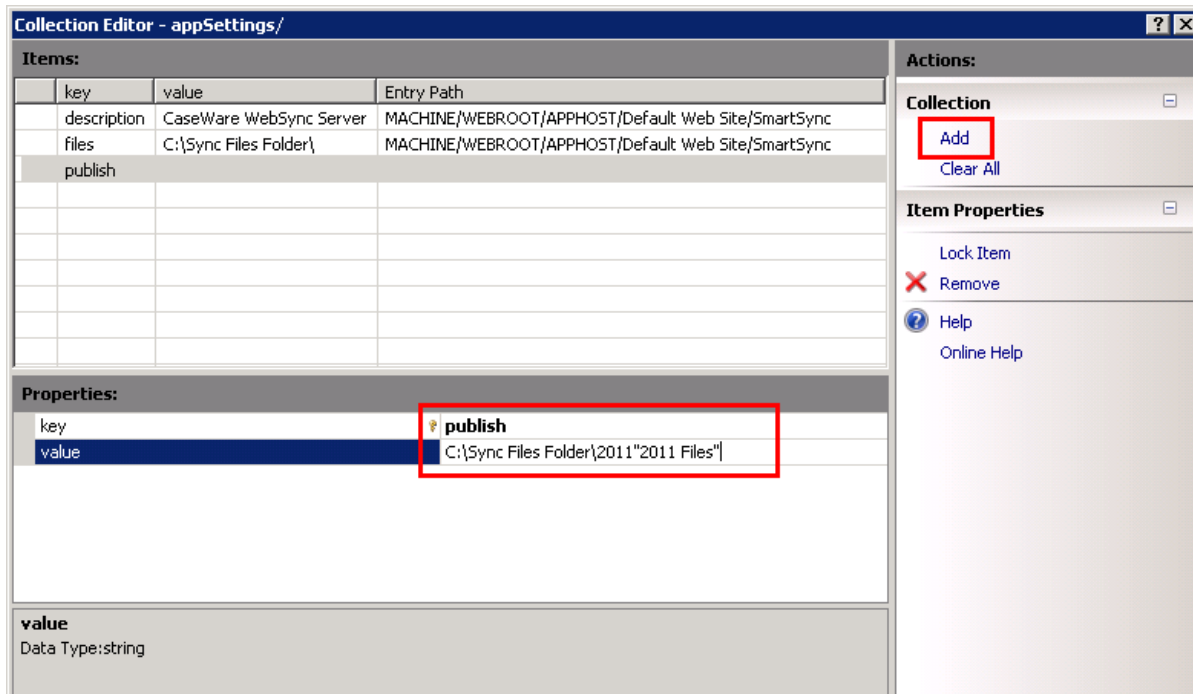 Collection Editor - appSettings/
Items:
key value Entry Path
description CaseWare WebSync Server MACHINE/WEBROOT/APPHOST/Default Web Site/SmartSync
files C:\Sync Files Folder\ MACHINE/WEBROOT/APPHOST/Default Web Site/SmartSync
publish
Properties:
key publish
value C:\Sync Files Folder\2011"2011 Files"
value
Data Type:string
Actions:
Collection
Add
Clear All
Item Properties
Lock Item
Remove
Help
Online Help